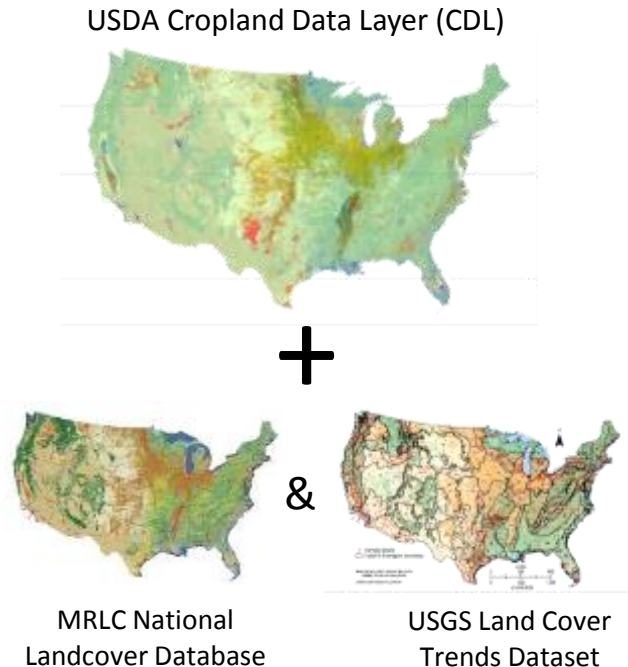 USDA Cropland Data Layer (CDL)
+
&
MRLC National
Landcover Database
USGS Land Cover
Trends Dataset